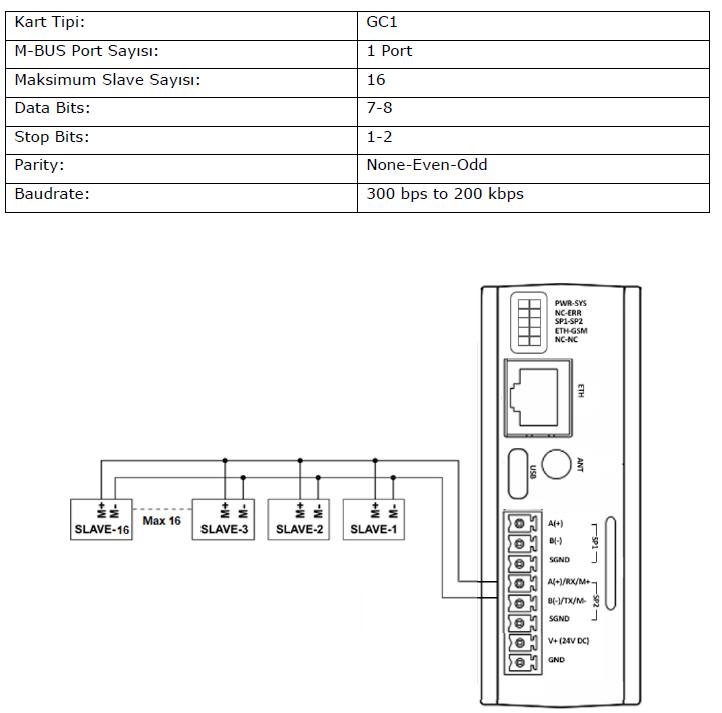 Kart Tipi: GC1
M-BUS Port Sayısı: 1 Port
Maksimum Slave Sayısı: 16
Data Bits: 7-8
Stop Bits: 1-2
Parity: None-Even-Odd
Baudrate: 300 bps to 200 kbps
PWR-SYS
NC-ERR
SP1-SP2
ETH-GSM
NC-NC
ETH
ANT
USB
M+ M- M+ M- M+ M- M+ M-
SLAVE-16 Max 16 SLAVE-3 SLAVE-2 SLAVE-1
A(+)
B(-)
SP1
SGND
A(+)/RX/M+
B(-)/TX/M-
SP2
SGND
V+ (24V DC)
GND